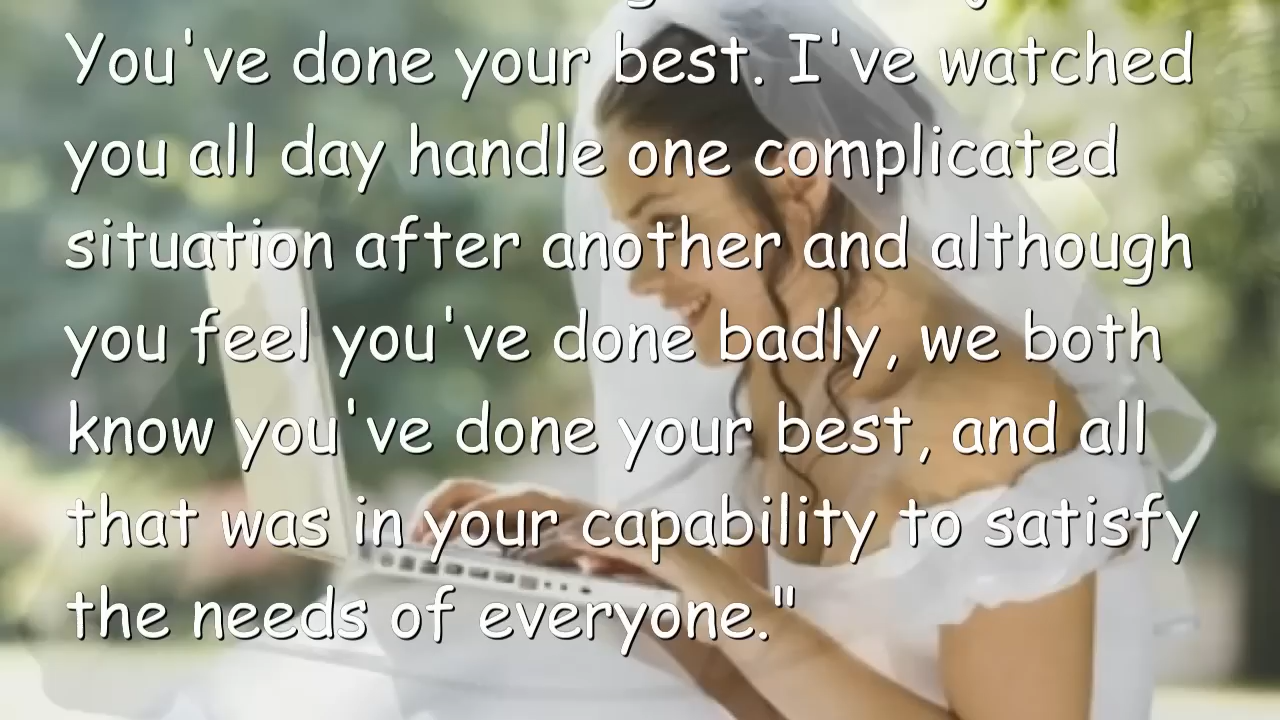 You've done your best. I've watched
you all day handle one complicated
situation after another and although
you feel you've done badly, we both
know you've done your best, and all
that was in your capability to satisfy
the needs of everyone."